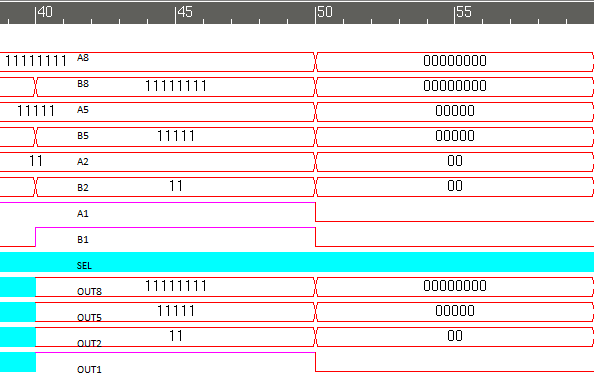 40 45 50 55
11111111 A8 00000000
B8 11111111 00000000
11111 A5 00000
B5 11111 00000
11 A2 00
B2 11 00
A1
B1
SEL
OUT8 11111111 00000000
OUT5 11111 00000
OUT2 11 00
OUT1